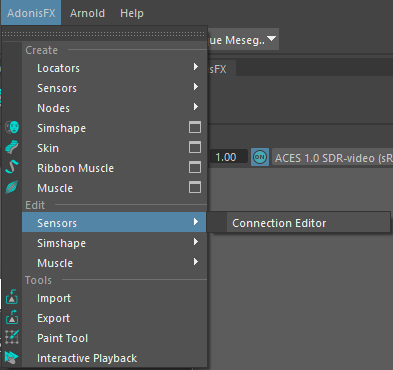 AdonisFX Arnold Help
Create
ue Meseg..
Locators
sFX
Sensors
Nodes
Simshape
Skin
1.00 ON ACES 1.0 SDR-video (sR
Ribbon Muscle
Muscle
Edit
Sensors
Connection Editor
Simshape
Muscle
Tools
Import
Export
Paint Tool
Interactive Playback